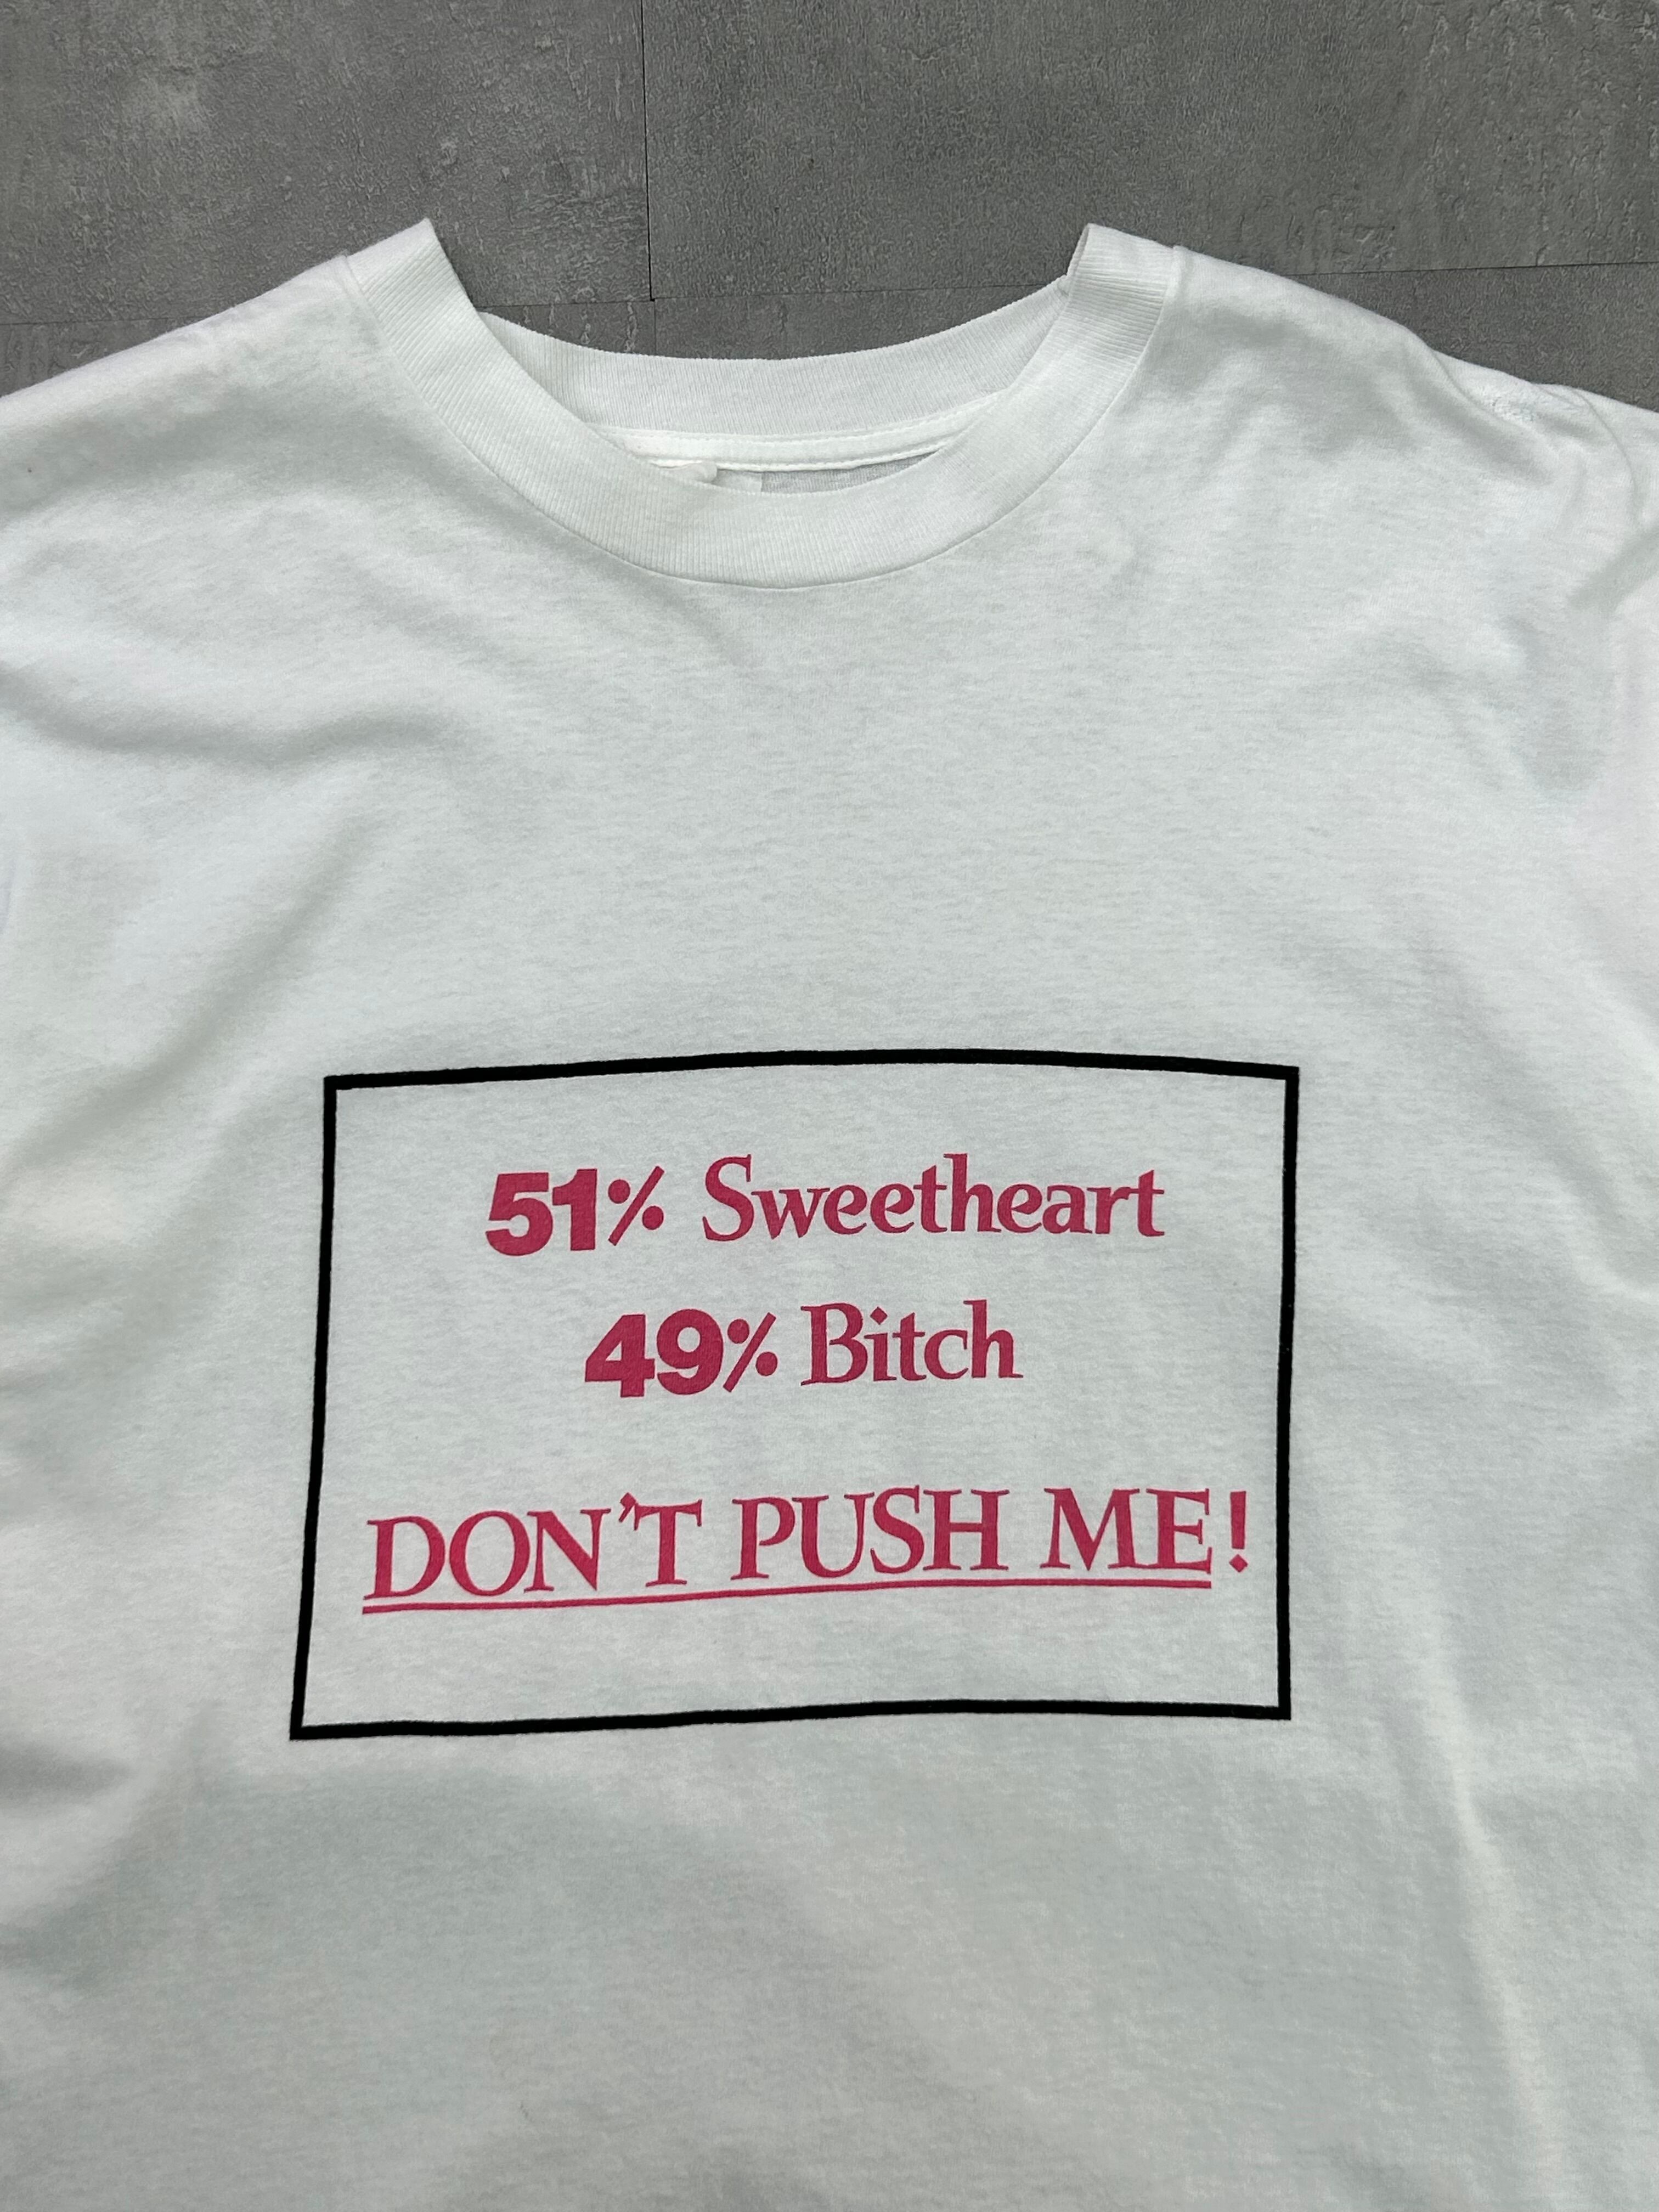 51% Sweetheart
49% Bitch
DON'T PUSH ME!